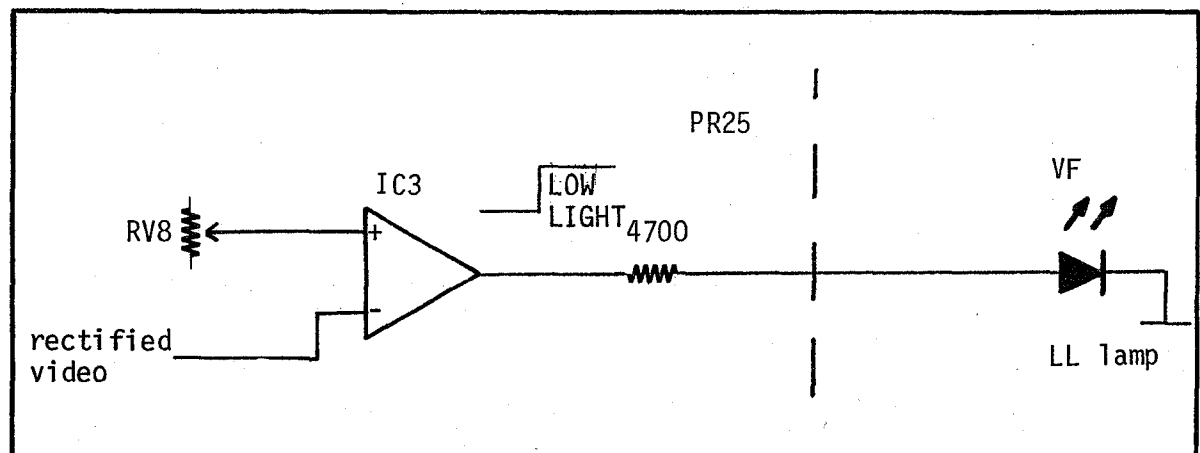 PR25
VF
IC3
LOW
LIGHT
4700
RV8
+
-
rectified
video
LL lamp